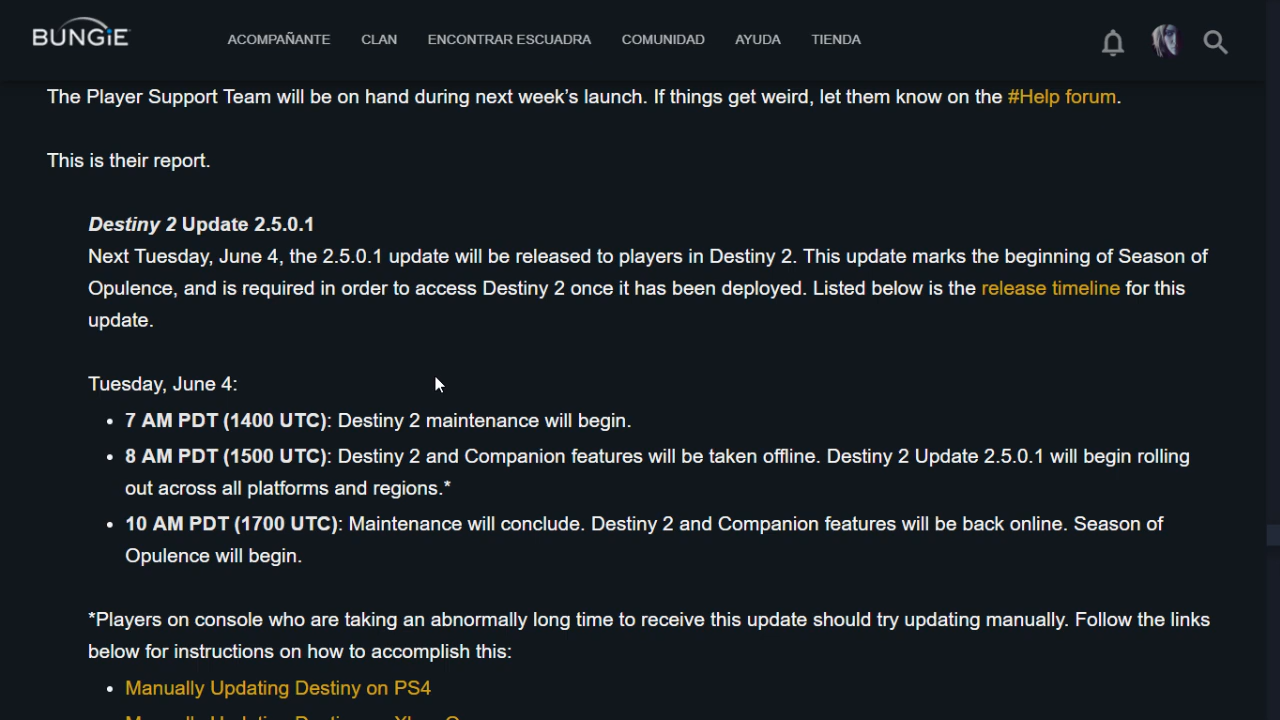 BUNGiE
ACOMPAÑANTE CLAN ENCONTRAR ESCUADRA COMUNIDAD AYUDA TIENDA
The Player Support Team will be on hand during next week’s launch. If things get weird, let them know on the #Help forum.
This is their report.
Destiny 2 Update 2.5.0.1
Next Tuesday, June 4, the 2.5.0.1 update will be released to players in Destiny 2. This update marks the beginning of Season of
Opulence, and is required in order to access Destiny 2 once it has been deployed. Listed below is the release timeline for this
update.
Tuesday, June 4:
• 7 AM PDT (1400 UTC): Destiny 2 maintenance will begin.
• 8 AM PDT (1500 UTC): Destiny 2 and Companion features will be taken offline. Destiny 2 Update 2.5.0.1 will begin rolling
out across all platforms and regions.*
• 10 AM PDT (1700 UTC): Maintenance will conclude. Destiny 2 and Companion features will be back online. Season of
Opulence will begin.
*Players on console who are taking an abnormally long time to receive this update should try updating manually. Follow the links
below for instructions on how to accomplish this:
• Manually Updating Destiny on PS4